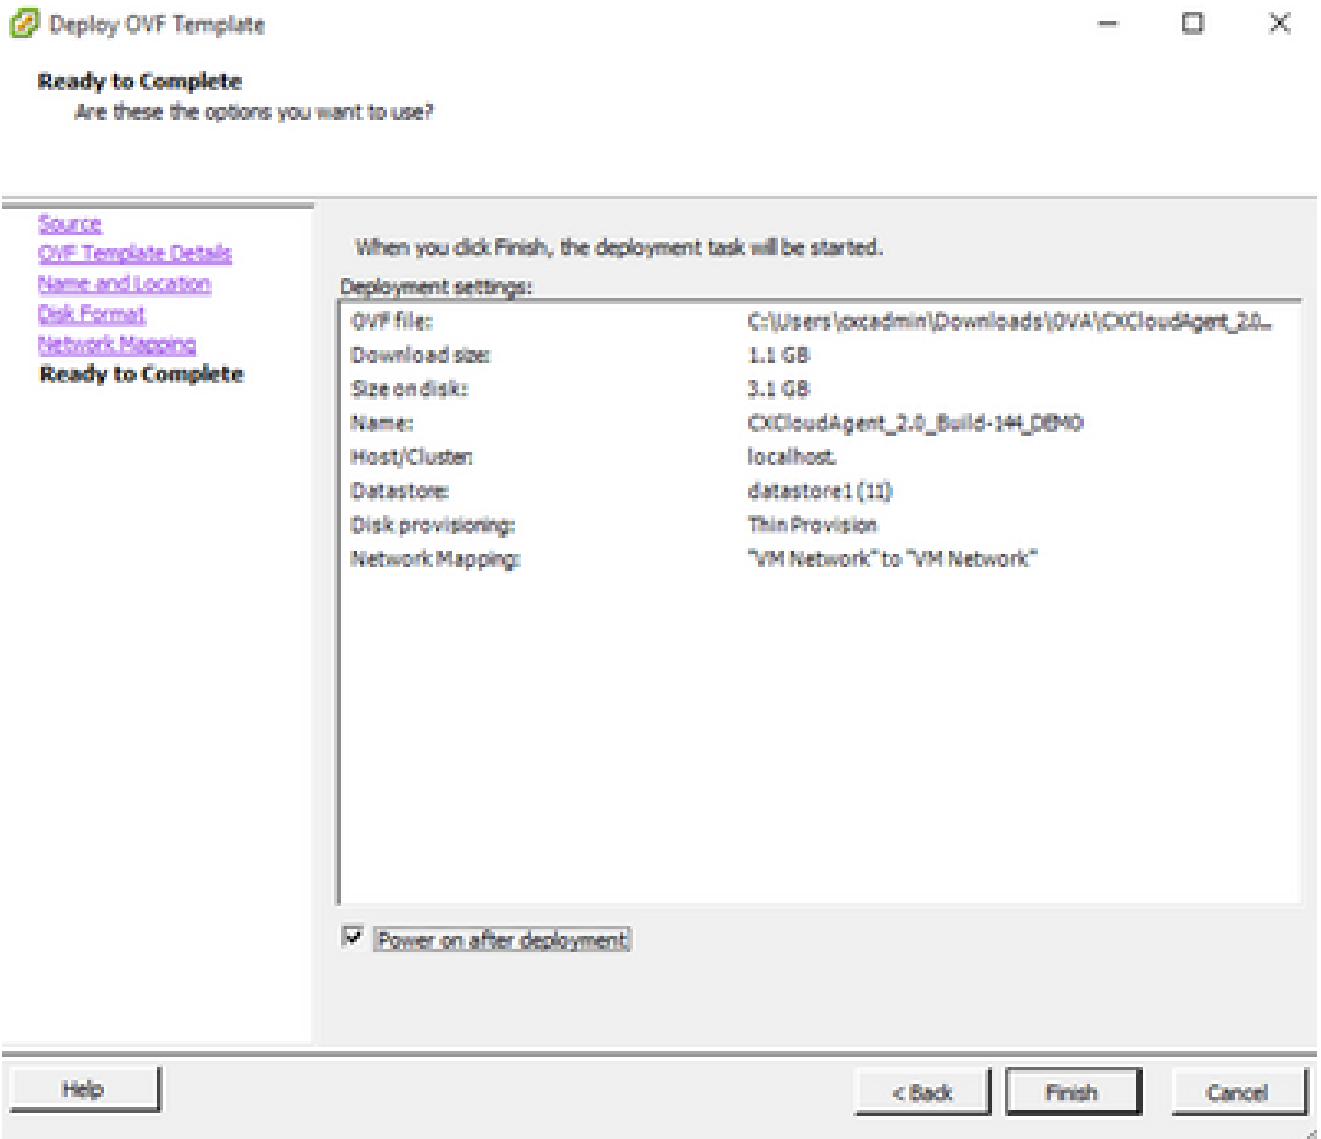 Deploy OVF Template
Ready to Complete
Are these the options you want to use?
Source
OVF Template Details
Name and Location
Disk Format
Network Mapping
Ready to Complete
When you click Finish, the deployment task will be started.
Deployment settings:
OVF file: C:\Users\cxcadmin\Downloads\OVA\CXCloudAgent_2.0...
Download size: 1.1 GB
Size on disk: 3.1 GB
Name: CXCloudAgent_2.0_Build-144_DEMO
Host/Cluster: localhost.
Datastore: datastore1 (11)
Disk provisioning: Thin Provision
Network Mapping: "VM Network" to "VM Network"
Power on after deployment
Help
< Back
Finish
Cancel